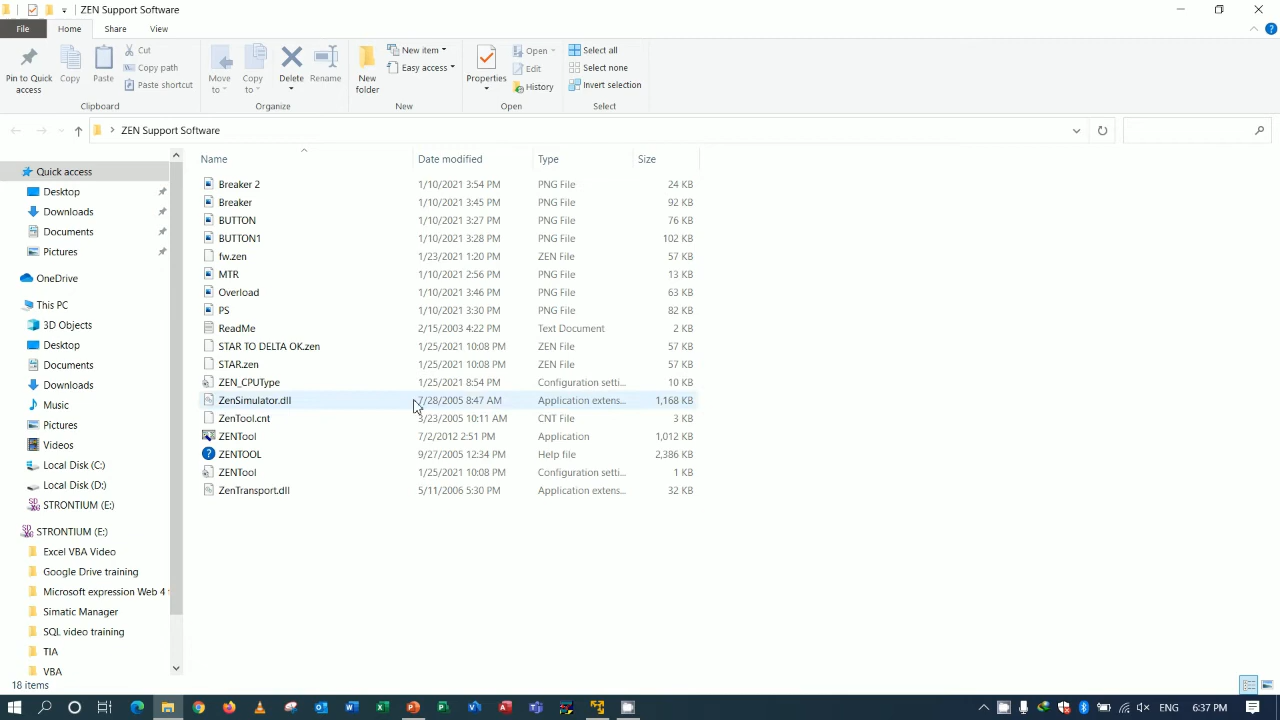 ZEN Support Software
File Home Share View
Pin to Quick access
Copy
Paste
Cut
Copy path
Paste shortcut
Clipboard
Move to
Copy to
Delete
Rename
Organize
New folder
New item
Easy access
New
Properties
Open
Edit
History
Open
Select all
Select none
Invert selection
Select
ZEN Support Software
Quick access
Desktop
Downloads
Documents
Pictures
OneDrive
This PC
3D Objects
Desktop
Documents
Downloads
Music
Pictures
Videos
Local Disk (C:)
Local Disk (D:)
STRONTIUM (E:)
STRONTIUM (E:)
Excel VBA Video
Google Drive training
Microsoft expression Web 4
Simatic Manager
SQL video training
TIA
VBA
Name Date modified Type Size
Breaker 2 1/10/2021 3:54 PM PNG File 24 KB
Breaker 1/10/2021 3:45 PM PNG File 92 KB
BUTTON 1/10/2021 3:27 PM PNG File 76 KB
BUTTON1 1/10/2021 3:28 PM PNG File 102 KB
fw.zen 1/23/2021 1:20 PM ZEN File 57 KB
MTR 1/10/2021 2:56 PM PNG File 13 KB
Overload 1/10/2021 3:46 PM PNG File 63 KB
PS 1/10/2021 3:30 PM PNG File 82 KB
ReadMe 2/15/2003 4:22 PM Text Document 2 KB
STAR TO DELTA OK.zen 1/25/2021 10:08 PM ZEN File 57 KB
STAR.zen 1/25/2021 10:08 PM ZEN File 57 KB
ZEN_CPUType 1/25/2021 8:54 PM Configuration setti... 10 KB
ZenSimulator.dll 7/28/2005 8:47 AM Application extens... 1,168 KB
ZenTool.cnt 3/23/2005 10:11 AM CNT File 3 KB
ZENTool 7/2/2012 2:51 PM Application 1,012 KB
ZENTOOL 9/27/2005 12:34 PM Help file 2,386 KB
ZENTool 1/25/2021 10:08 PM Configuration setti... 1 KB
ZenTransport.dll 5/11/2006 5:30 PM Application extens... 32 KB
18 items
ENG 6:37 PM